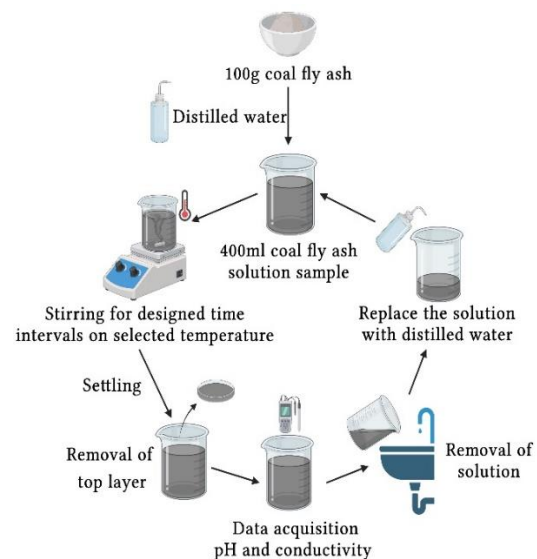 100g coal fly ash
Distilled water
400ml coal fly ash
solution sample
Stirring for designed time
intervals on selected temperature
Replace the solution
with distilled water
Settling
Removal of
top layer
Data acquisition
pH and conductivity
Removal of
solution